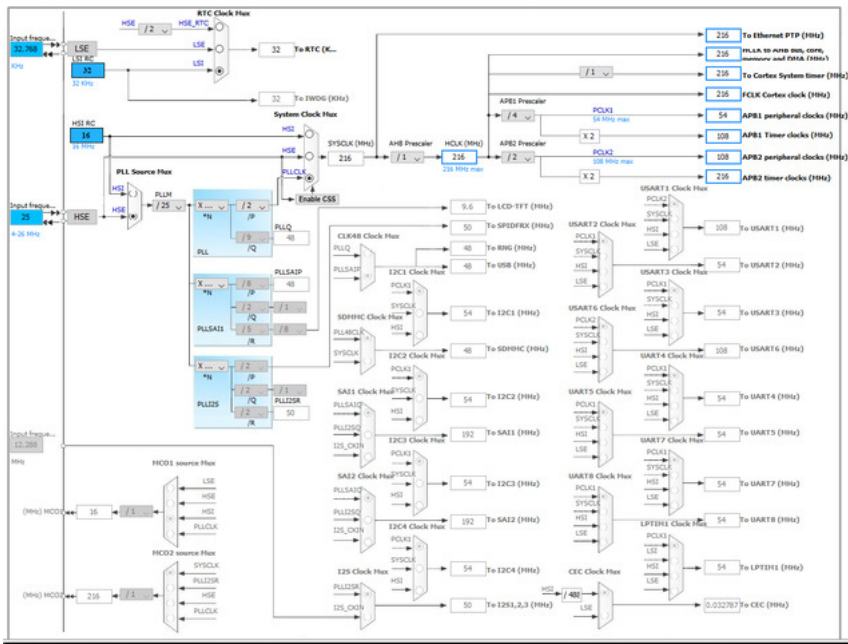 RTC Clock Mux
HSE
/ 2
HSE_RTC
Input freque...
32.768
KHz
LSE
LSE
32
To RTC (K...
LSI RC
32
32 KHz
LSI
32
To IWDG (KHz)
System Clock Mux
HSI RC
16
16 MHz
HSI
HSE
PLLCLK
SYSCLK (MHz)
216
AHB Prescaler
/ 1
HCLK (MHz)
216
216 MHz max
Enable CSS
216
To Ethernet PTP (MHz)
216
HCLK to AHB bus, core,
memory and DMA (MHz)
/ 1
216
To Cortex System timer (MHz)
216
FCLK Cortex clock (MHz)
APB1 Prescaler
/ 4
PCLK1
54 MHz max
54
APB1 peripheral clocks (MHz)
X 2
108
APB1 Timer clocks (MHz)
APB2 Prescaler
/ 2
PCLK2
108 MHz max
108
APB2 peripheral clocks (MHz)
X 2
216
APB2 timer clocks (MHz)
PLL Source Mux
HSI
HSE
PLLM
/ 25
Input freque...
25
4-26 MHz
HSE
X ...
*N
/ 2
/P
/ 9
/Q
PLL
PLLQ
48
X ...
*N
/ 8
/P
/ 2
/ 1
/Q
/ 5
/ 8
/R
PLLSAI1
PLLSAIP
48
X ...
*N
/ 2
/P
/ 2
/ 1
/Q
/ 2
/R
PLLI2S
PLLI2SR
50
9.6
To LCD-TFT (MHz)
50
To SPIDFRX (MHz)
CLK48 Clock Mux
PLLQ
PLLSAIP
48
To RNG (MHz)
48
To USB (MHz)
I2C1 Clock Mux
PCLK1
SYSCLK
HSI
54
To I2C1 (MHz)
SDMMC Clock Mux
PLL48CLK
SYSCLK
48
To SDMMC (MHz)
I2C2 Clock Mux
PCLK1
SYSCLK
HSI
54
To I2C2 (MHz)
SAI1 Clock Mux
PLLSAIQ
PLLI2SQ
I2S_CKIN
192
To SAI1 (MHz)
I2C3 Clock Mux
PCLK1
SYSCLK
HSI
54
To I2C3 (MHz)
SAI2 Clock Mux
PLLSAIQ
PLLI2SQ
I2S_CKIN
192
To SAI2 (MHz)
I2C4 Clock Mux
PCLK1
SYSCLK
HSI
54
To I2C4 (MHz)
I2S Clock Mux
PLLI2SR
I2S_CKIN
50
To I2S1,2,3 (MHz)
USART1 Clock Mux
PCLK2
SYSCLK
HSI
LSE
108
To USART1 (MHz)
USART2 Clock Mux
PCLK1
SYSCLK
HSI
LSE
54
To USART2 (MHz)
USART3 Clock Mux
PCLK1
SYSCLK
HSI
LSE
54
To USART3 (MHz)
USART6 Clock Mux
PCLK2
SYSCLK
HSI
LSE
108
To USART6 (MHz)
UART4 Clock Mux
PCLK1
SYSCLK
HSI
LSE
54
To UART4 (MHz)
UART5 Clock Mux
PCLK1
SYSCLK
HSI
LSE
54
To UART5 (MHz)
UART7 Clock Mux
PCLK1
SYSCLK
HSI
LSE
54
To UART7 (MHz)
UART8 Clock Mux
PCLK1
SYSCLK
HSI
LSE
54
To UART8 (MHz)
LPTIM1 Clock Mux
PCLK1
LSI
HSI
LSE
54
To LPTIM1 (MHz)
CEC Clock Mux
HSI
/ 488
LSE
0.032787
To CEC (MHz)
Input freque...
12.288
MHz
MCO1 source Mux
LSE
HSE
HSI
PLLCLK
(MHz) MCO1
16
/ 1
MCO2 source Mux
SYSCLK
PLLI2SR
HSE
PLLCLK
(MHz) MCO2
216
/ 1